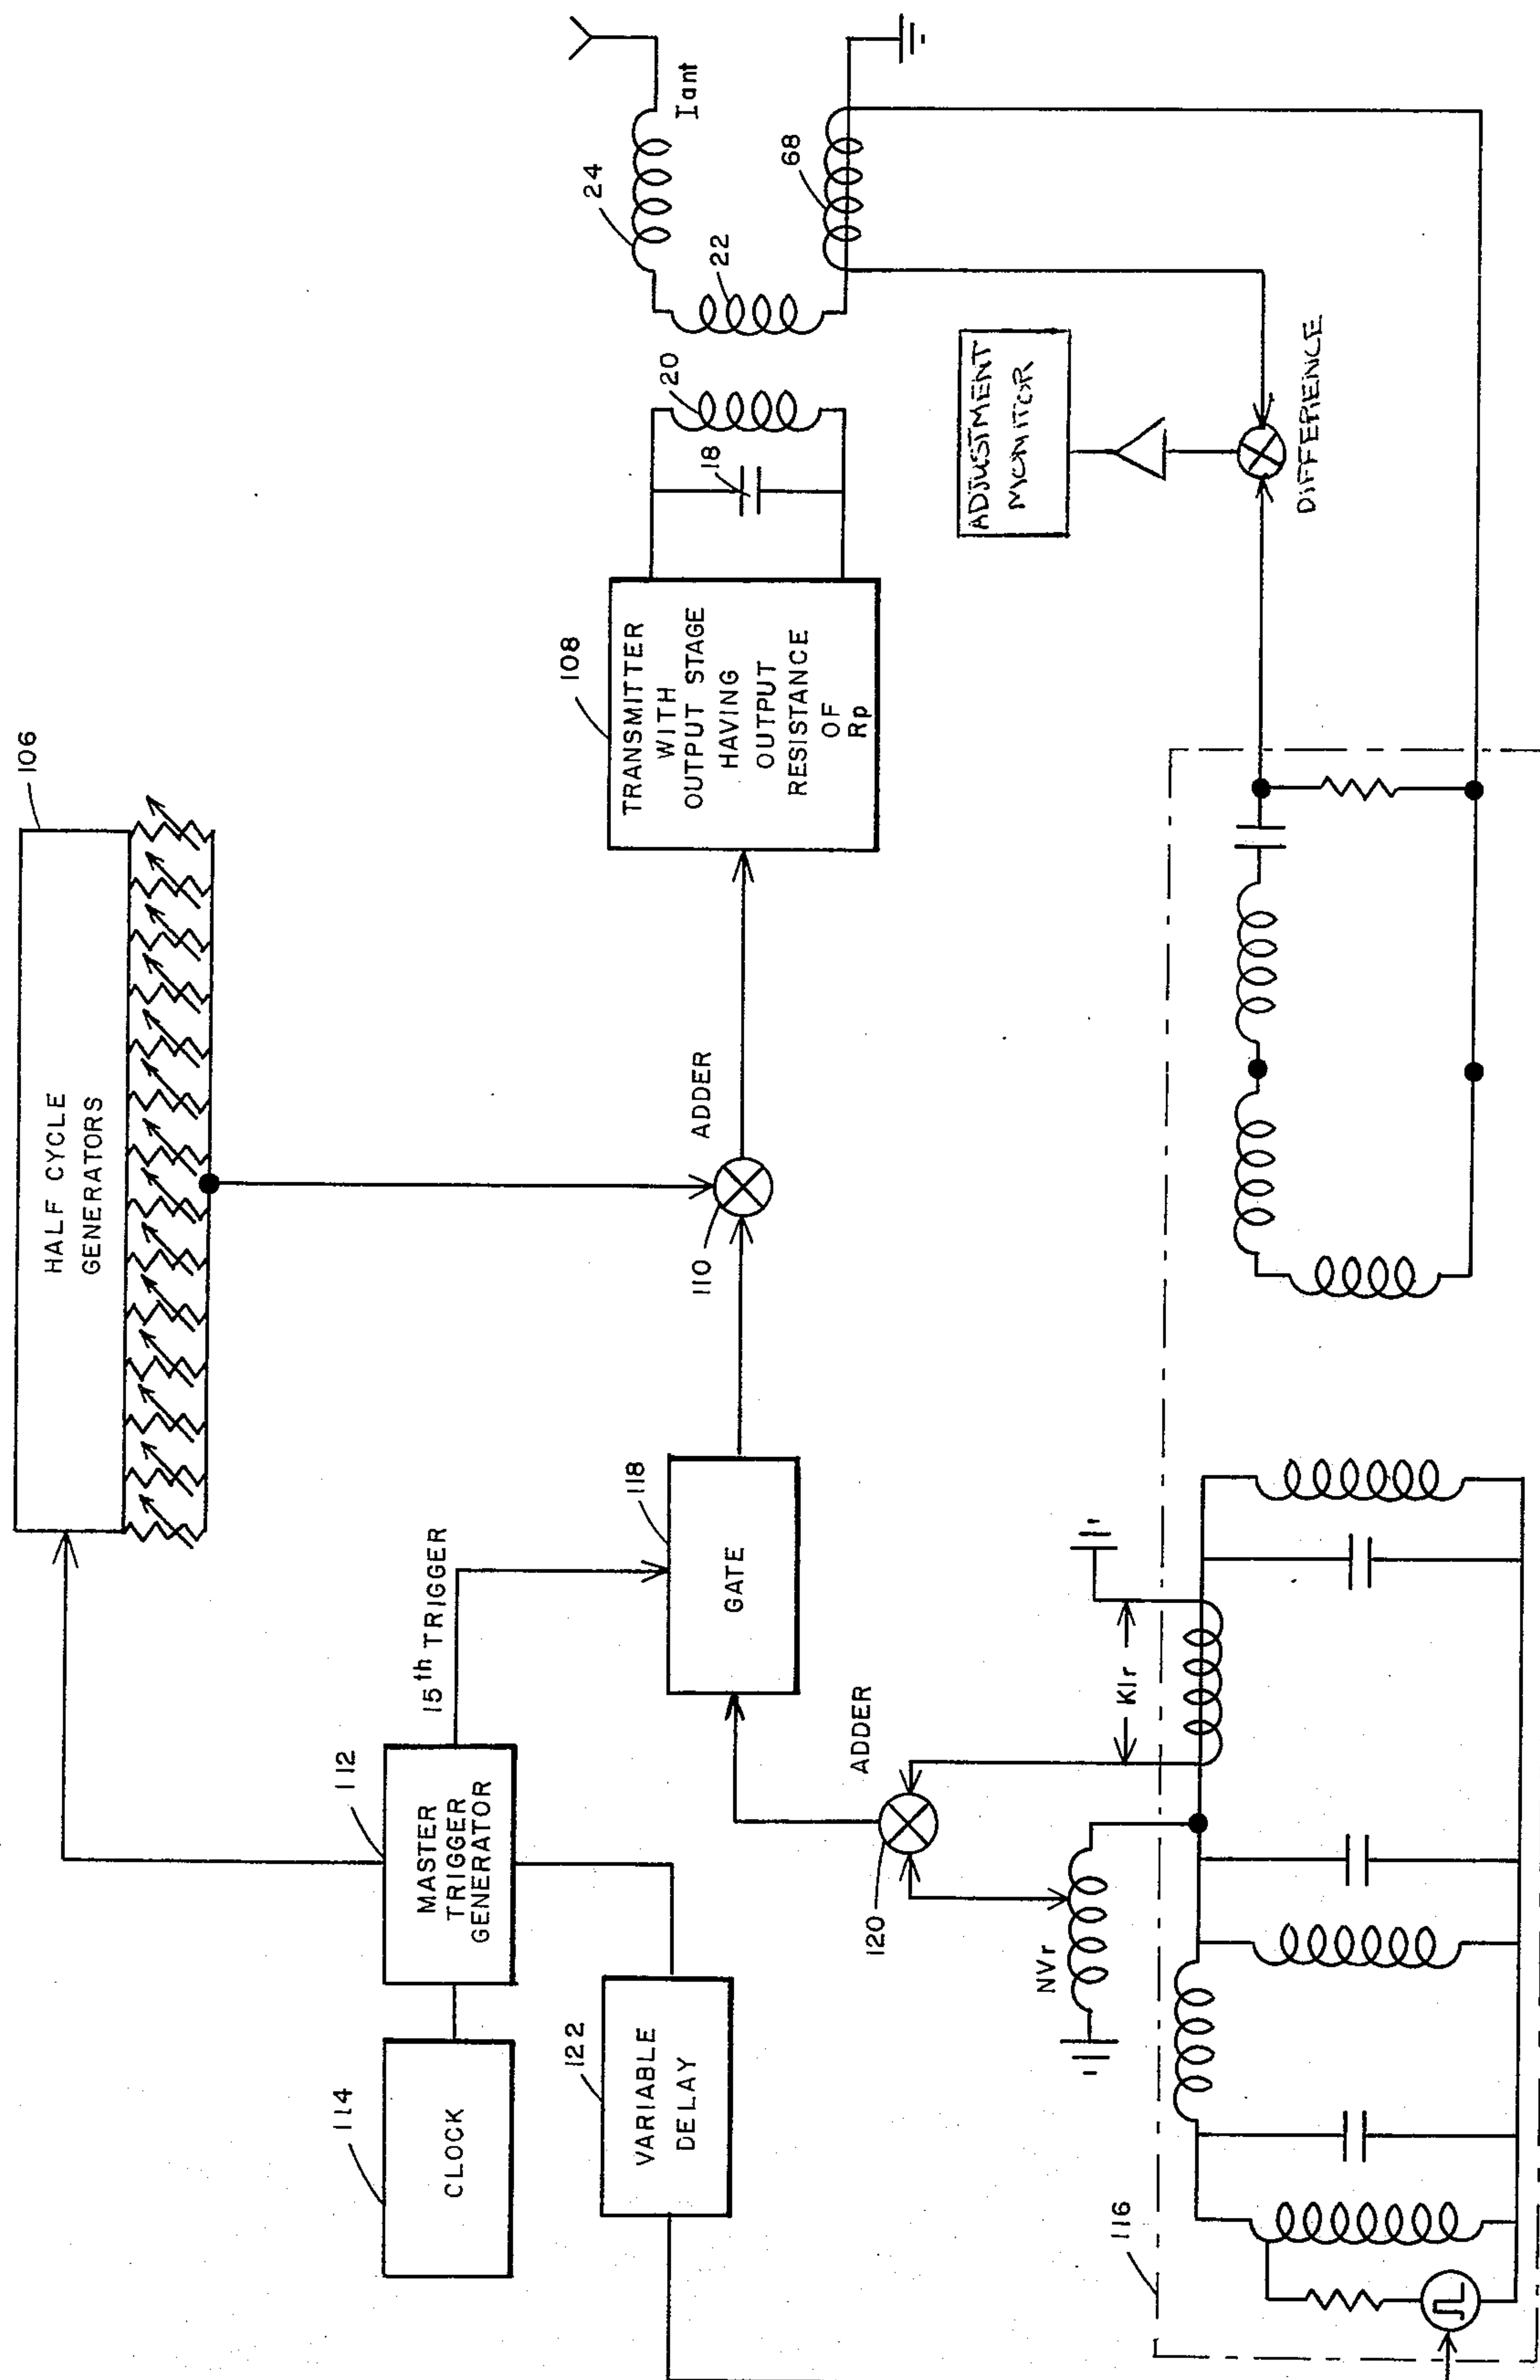 106
HALF CYCLE
GENERATORS
114
CLOCK
112
MASTER
TRIGGER
GENERATOR
15th TRIGGER
122
VARIABLE
DELAY
118
GATE
110
ADDER
108
TRANSMITTER
WITH
OUTPUT STAGE
HAVING
OUTPUT
RESISTANCE
OF
Rp
18
20
22
24
Iant
68
ADJUSTMENT
MONITOR
DIFFERENCE
120
ADDER
NVr
KIr
116